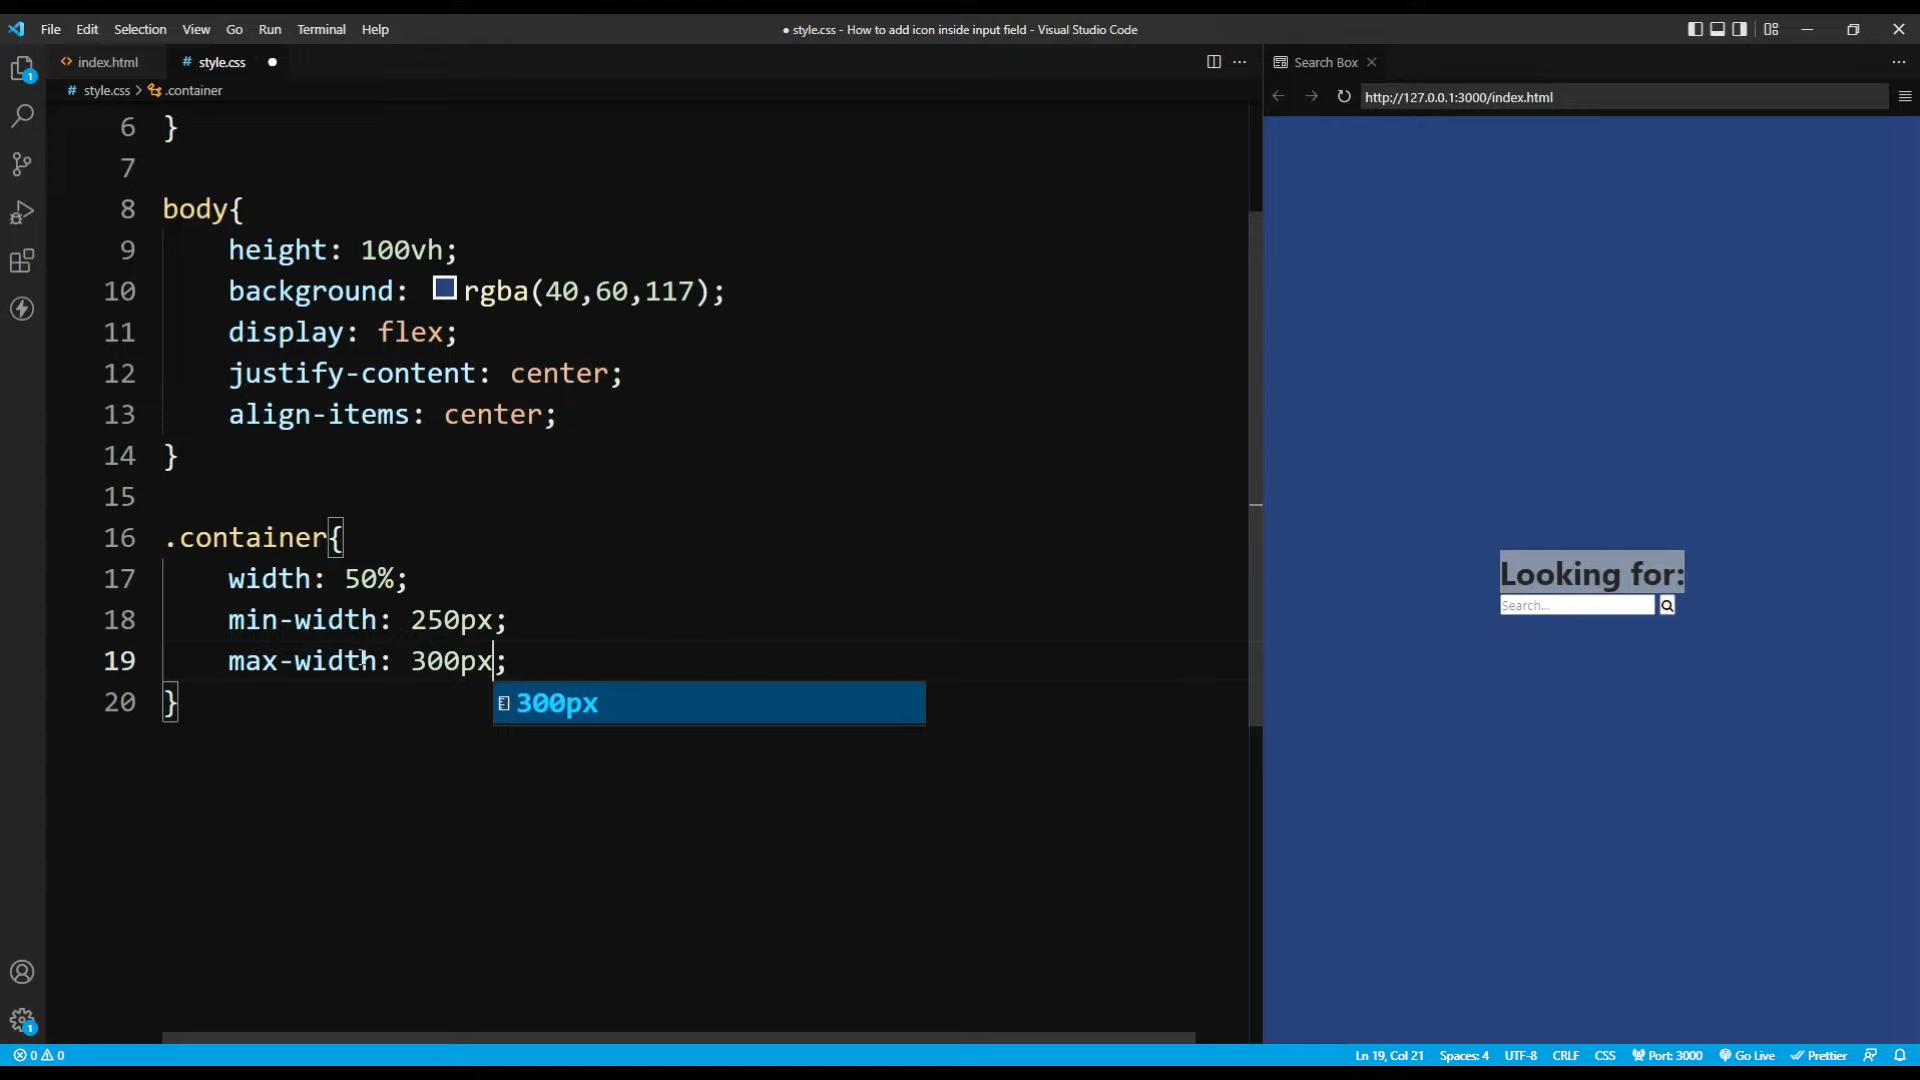 File Edit Selection View Go Run Terminal Help
● style.css - How to add icon inside input field - Visual Studio Code
index.html
# style.css ●
# style.css > .container
6 }
7
8 body{
9 height: 100vh;
10 background: rgba(40,60,117);
11 display: flex;
12 justify-content: center;
13 align-items: center;
14 }
15
16 .container{
17 width: 50%;
18 min-width: 250px;
19 max-width: 300px;
300px
20 }
Search Box
http://127.0.0.1:3000/index.html
Looking for:
Search...
1
1
0 0
Ln 19, Col 21 Spaces: 4 UTF-8 CRLF CSS Port: 3000 Go Live Prettier